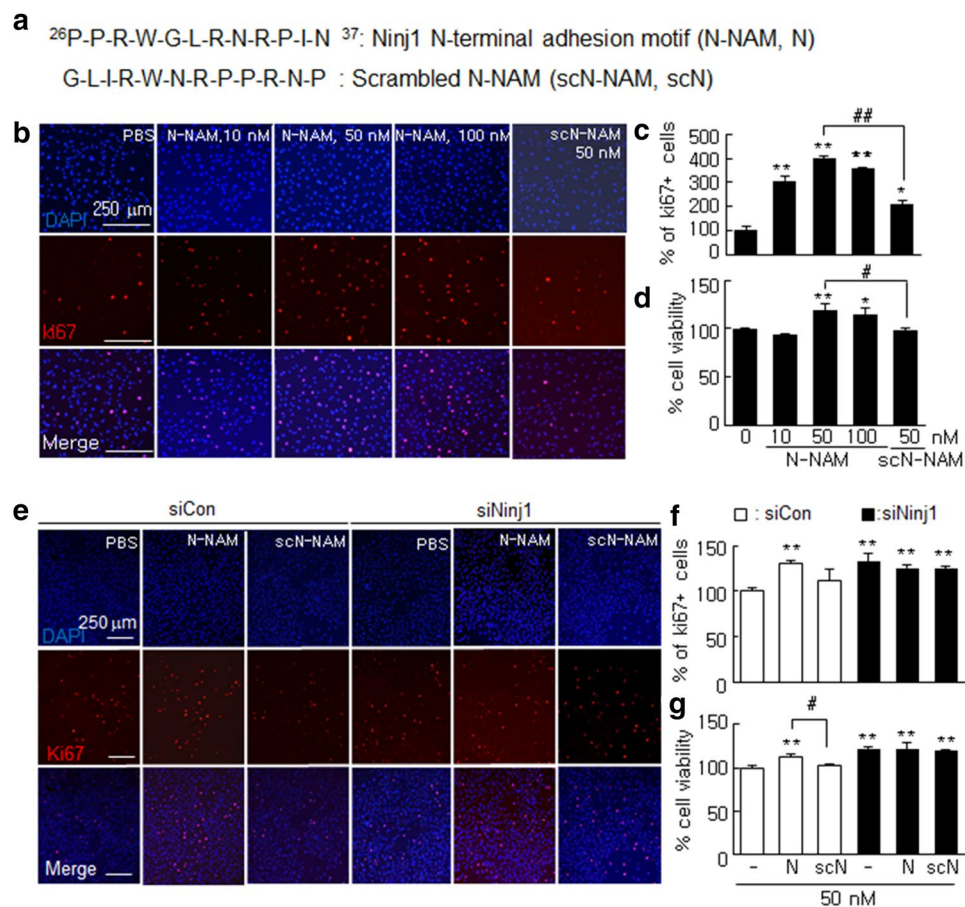 a
26P-P-R-W-G-L-R-N-R-P-I-N 37: Ninj1 N-terminal adhesion motif (N-NAM, N)
G-L-I-R-W-N-R-P-P-R-N-P : Scrambled N-NAM (scN-NAM, scN)
b
PBS
N-NAM, 10 nM
N-NAM, 50 nM
N-NAM, 100 nM
scN-NAM
50 nM
250 μm
DAPI
ki67
Merge
c
% of ki67+ cells
500
400
300
200
100
0
**
**
**
*
##
d
% cell viability
150
100
50
0
**
*
#
0 10 50 100 50 nM
N-NAM scN-NAM
e
siCon siNinj1
PBS N-NAM scN-NAM PBS N-NAM scN-NAM
250 μm
DAPI
Ki67
Merge
f
: siCon :siNinj1
% of ki67+ cells
150
100
50
0
**
**
**
**
g
% cell viability
150
100
50
0
**
#
**
**
**
– N scN – N scN
50 nM